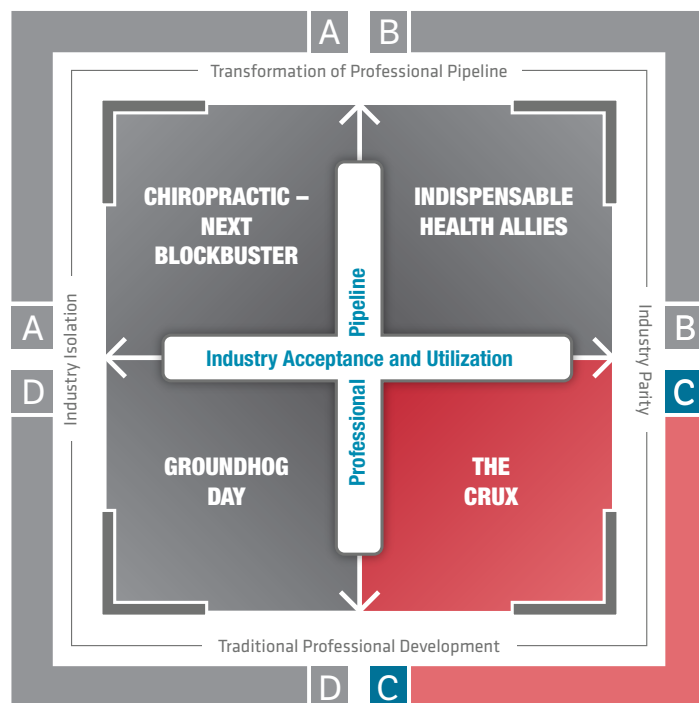 A B
Transformation of Professional Pipeline
CHIROPRACTIC –
NEXT
BLOCKBUSTER
INDISPENSABLE
HEALTH ALLIES
A
B
Industry Isolation
Industry Parity
Professional Pipeline
Industry Acceptance and Utilization
D
C
GROUNDHOG
DAY
THE
CRUX
Traditional Professional Development
D C